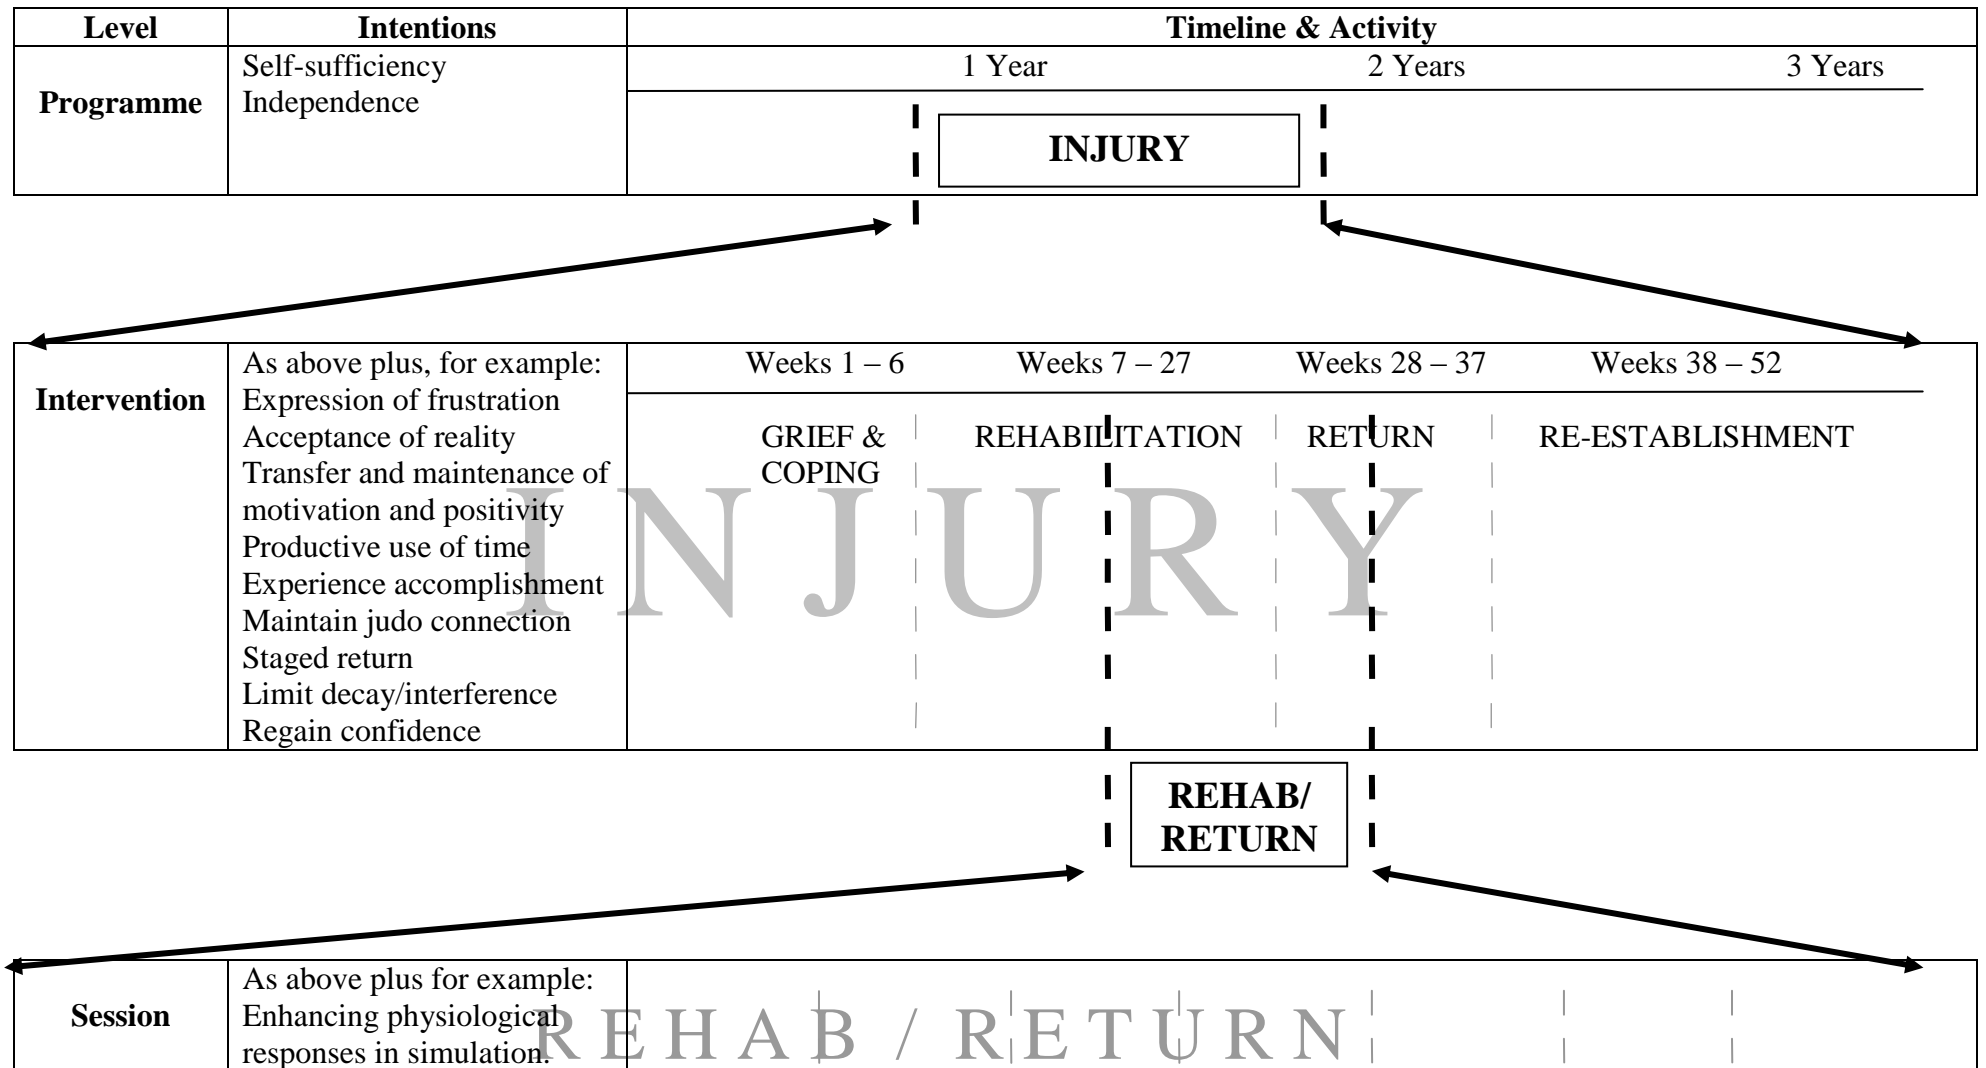 Level Intentions Timeline & Activity
Programme
Self-sufficiency
Independence
1 Year 2 Years 3 Years
INJURY
Intervention
As above plus, for example:
Expression of frustration
Acceptance of reality
Transfer and maintenance of
motivation and positivity
Productive use of time
Experience accomplishment
Maintain judo connection
Staged return
Limit decay/interference
Regain confidence
Weeks 1 – 6 Weeks 7 – 27 Weeks 28 – 37 Weeks 38 – 52
GRIEF &
COPING
REHABILITATION
RETURN
RE-ESTABLISHMENT
INJURY
REHAB/
RETURN
Session
As above plus for example:
Enhancing physiological
responses in simulation.
REHAB / RETURN